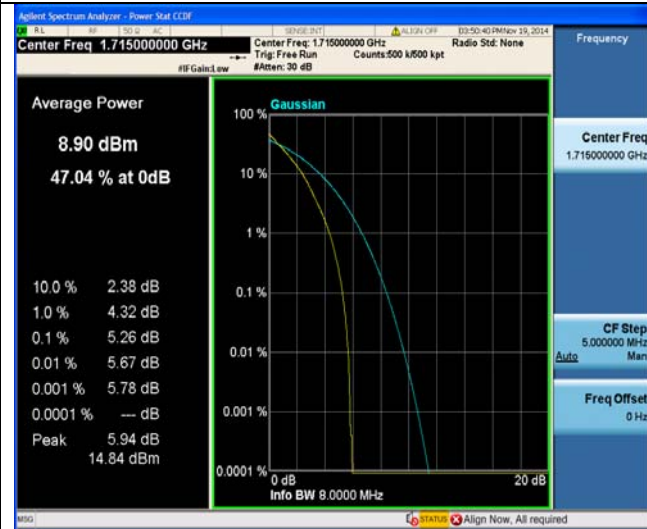 Agilent Spectrum Analyzer - Power Stat CCDF
RL RF 50 Ω AC SENSE:INT ALIGN OFF 03:50:40 PM Nov 19, 2014
Center Freq 1.715000000 GHz
Center Freq: 1.715000000 GHz Radio Std: None
Trig: Free Run Counts:500 k/500 kpt
#IFGain:Low #Atten: 30 dB
Frequency
Average Power
8.90 dBm
47.04 % at 0dB
10.0 % 2.38 dB
1.0 % 4.32 dB
0.1 % 5.26 dB
0.01 % 5.67 dB
0.001 % 5.78 dB
0.0001 % --- dB
Peak 5.94 dB
14.84 dBm
Gaussian
100 %
10 %
1 %
0.1 %
0.01 %
0.001 %
0.0001 %
0 dB 20 dB
Info BW 8.0000 MHz
Center Freq
1.715000000 GHz
CF Step
5.000000 MHz
Auto Man
Freq Offset
0 Hz
MSG STATUS Align Now, All required